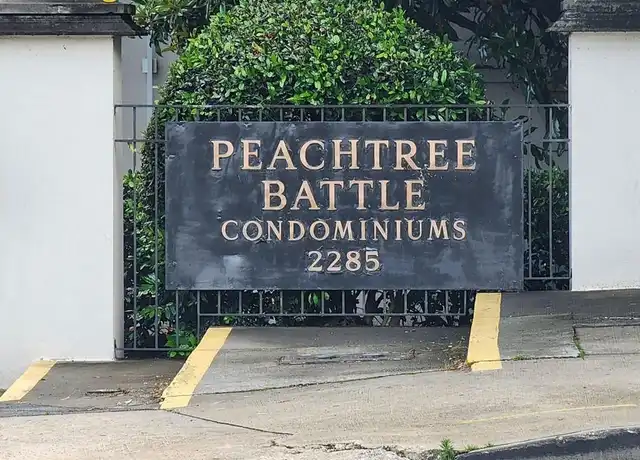 PEACHTREE
BATTLE
CONDOMINIUMS
2285